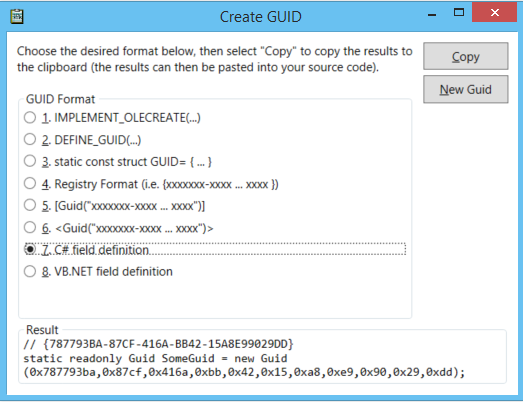 Create GUID
Choose the desired format below, then select "Copy" to copy the results to
the clipboard (the results can then be pasted into your source code).
Copy
New Guid
GUID Format
1. IMPLEMENT_OLECREATE(...)
2. DEFINE_GUID(...)
3. static const struct GUID= { ... }
4. Registry Format (i.e. {xxxxxxx-xxxx ... xxxx })
5. [Guid("xxxxxxx-xxxx ... xxxx")]
6. <Guid("xxxxxxx-xxxx ... xxxx")>
7. C# field definition
8. VB.NET field definition
Result
// {787793BA-87CF-416A-BB42-15A8E99029DD}
static readonly Guid SomeGuid = new Guid
(0x787793ba,0x87cf,0x416a,0xbb,0x42,0x15,0xa8,0xe9,0x90,0x29,0xdd);